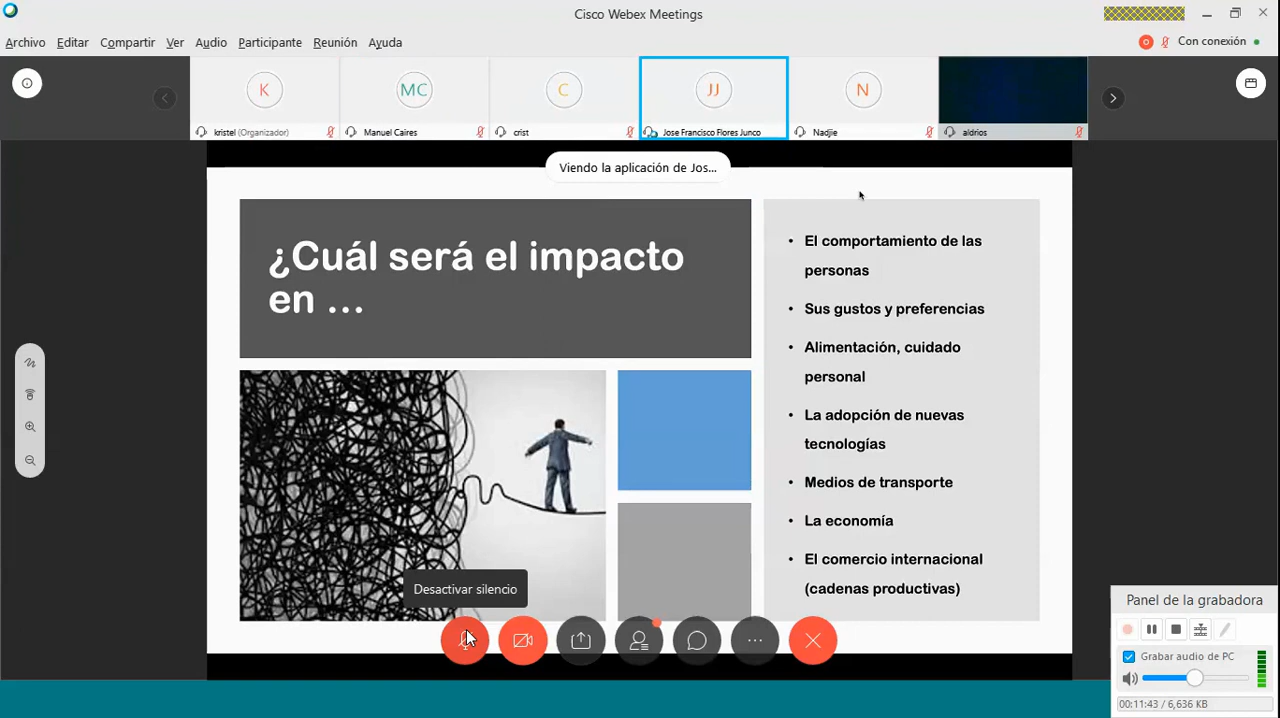 Cisco Webex Meetings
Archivo Editar Compartir Ver Audio Participante Reunión Ayuda
Con conexión
K
MC
C
JJ
N
kristel (Organizador)
Manuel Caires
crist
Jose Francisco Flores Junco
Nadjie
aldrios
Viendo la aplicación de Jos...
¿Cuál será el impacto
en ...
• El comportamiento de las
personas
• Sus gustos y preferencias
• Alimentación, cuidado
personal
• La adopción de nuevas
tecnologías
• Medios de transporte
• La economía
• El comercio internacional
(cadenas productivas)
Desactivar silencio
Panel de la grabadora
Grabar audio de PC
00:11:43 / 6,636 KB